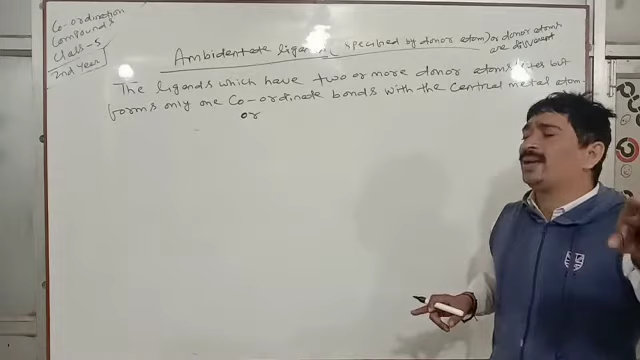 Co-ordination
Compounds
Class-5
2nd Year
Ambidentate ligands (specified by donor atom) or donor atoms
are different
The ligands which have two or more donor atoms but
forms only one Co-ordinate bonds with the Central metal atom
or